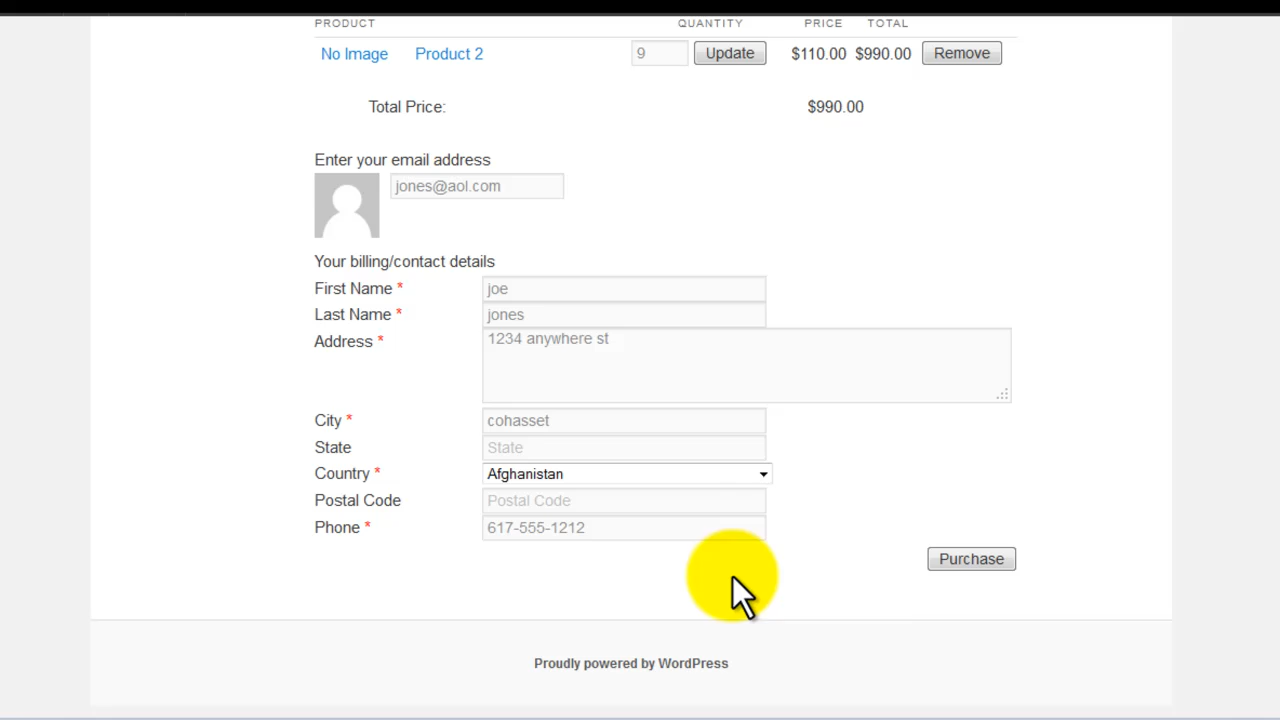 PRODUCT QUANTITY PRICE TOTAL
No Image Product 2 9 Update $110.00 $990.00 Remove
Total Price: $990.00
Enter your email address
jones@aol.com
Your billing/contact details
First Name * joe
Last Name * jones
Address * 1234 anywhere st
City * cohasset
State State
Country * Afghanistan
Postal Code Postal Code
Phone * 617-555-1212
Purchase
Proudly powered by WordPress